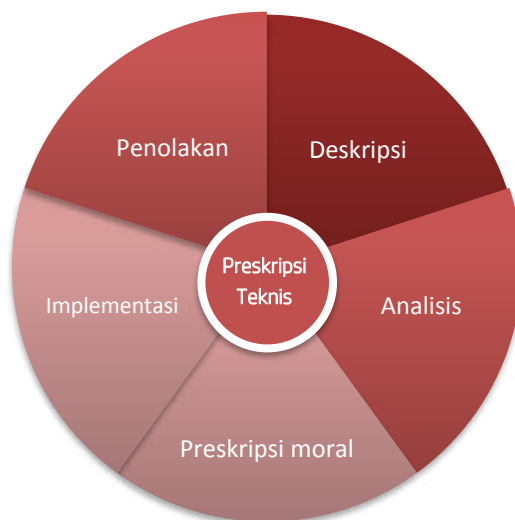 Penolakan
Deskripsi
Preskripsi
Teknis
Implementasi
Analisis
Preskripsi moral